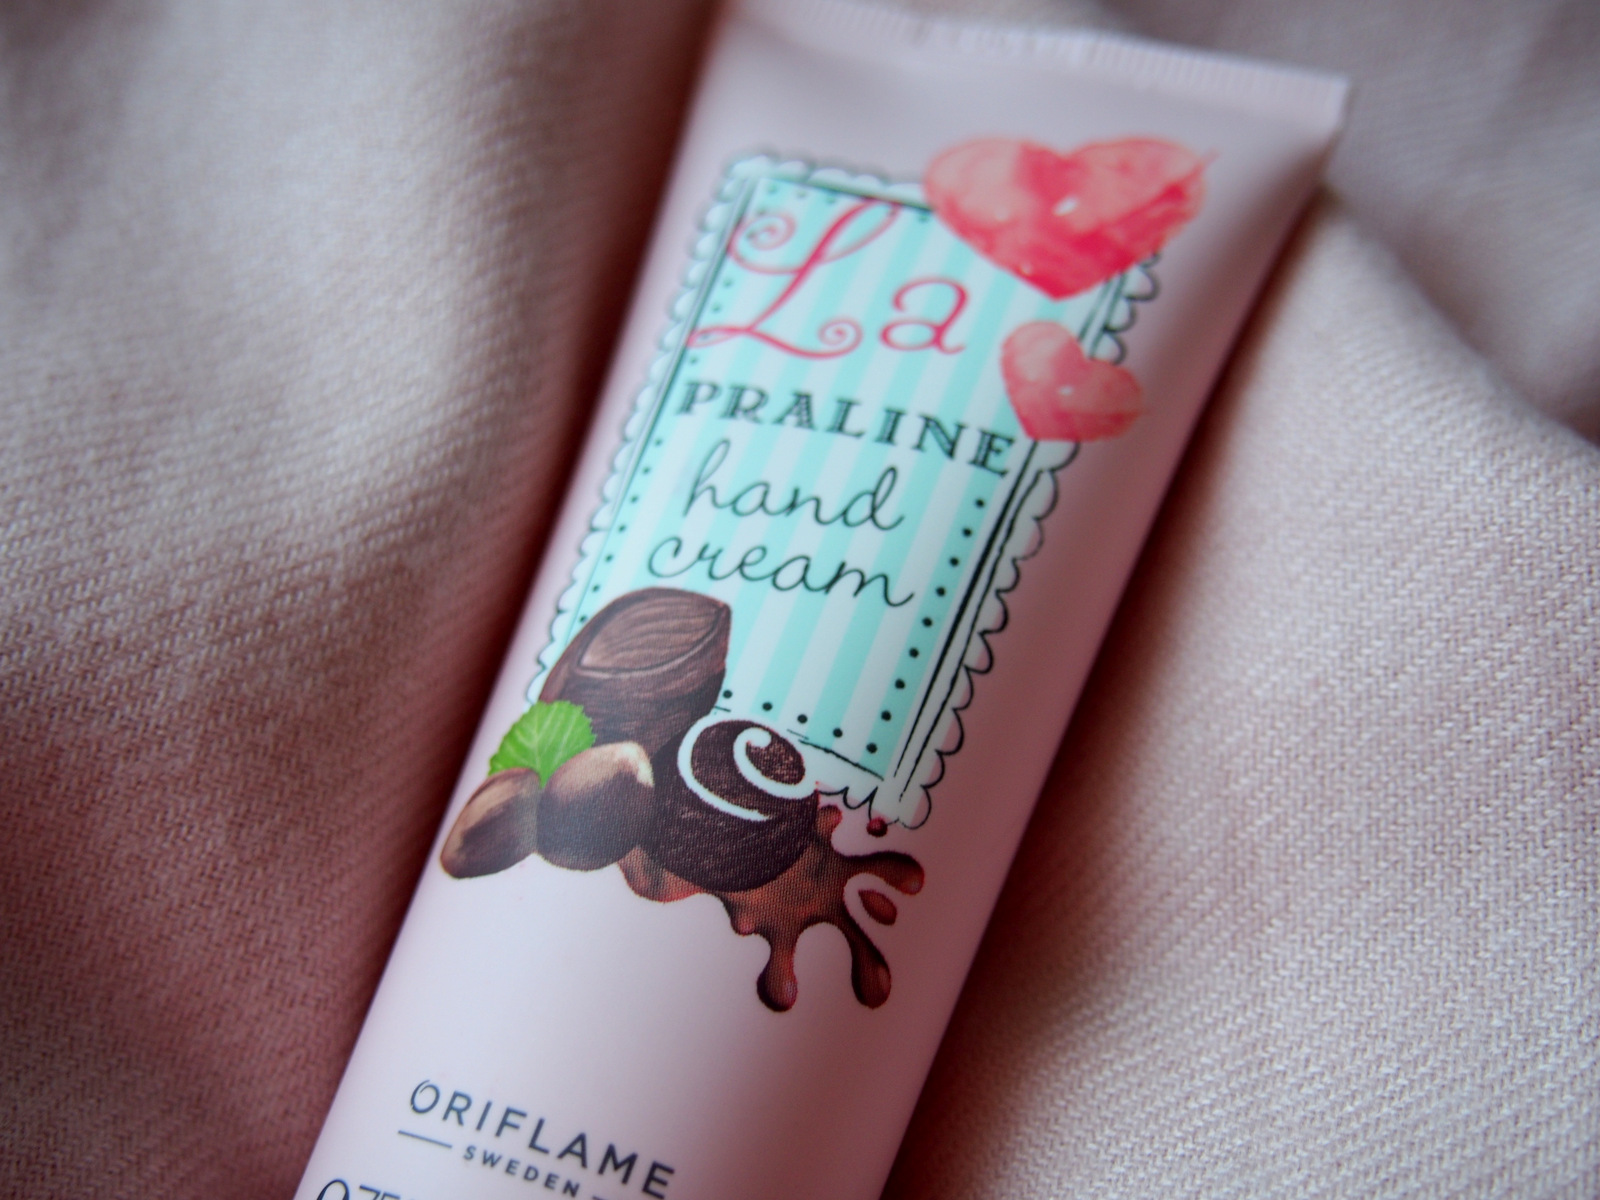 La
PRALINE
hand
cream
ORIFLAME
SWEDEN